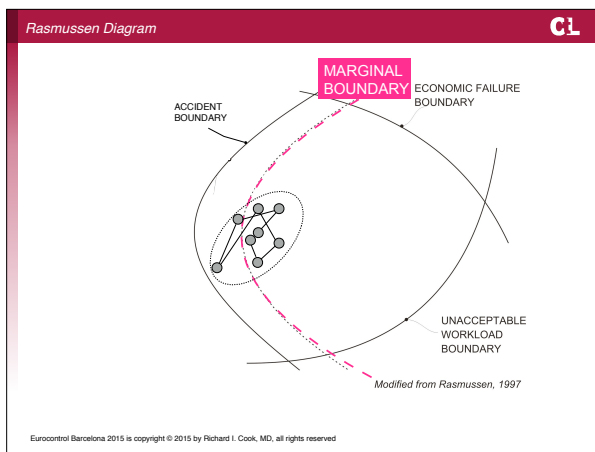 Rasmussen Diagram
CL
MARGINAL
BOUNDARY
ECONOMIC FAILURE
BOUNDARY
ACCIDENT
BOUNDARY
UNACCEPTABLE
WORKLOAD
BOUNDARY
Modified from Rasmussen, 1997
Eurocontrol Barcelona 2015 is copyright © 2015 by Richard I. Cook, MD, all rights reserved